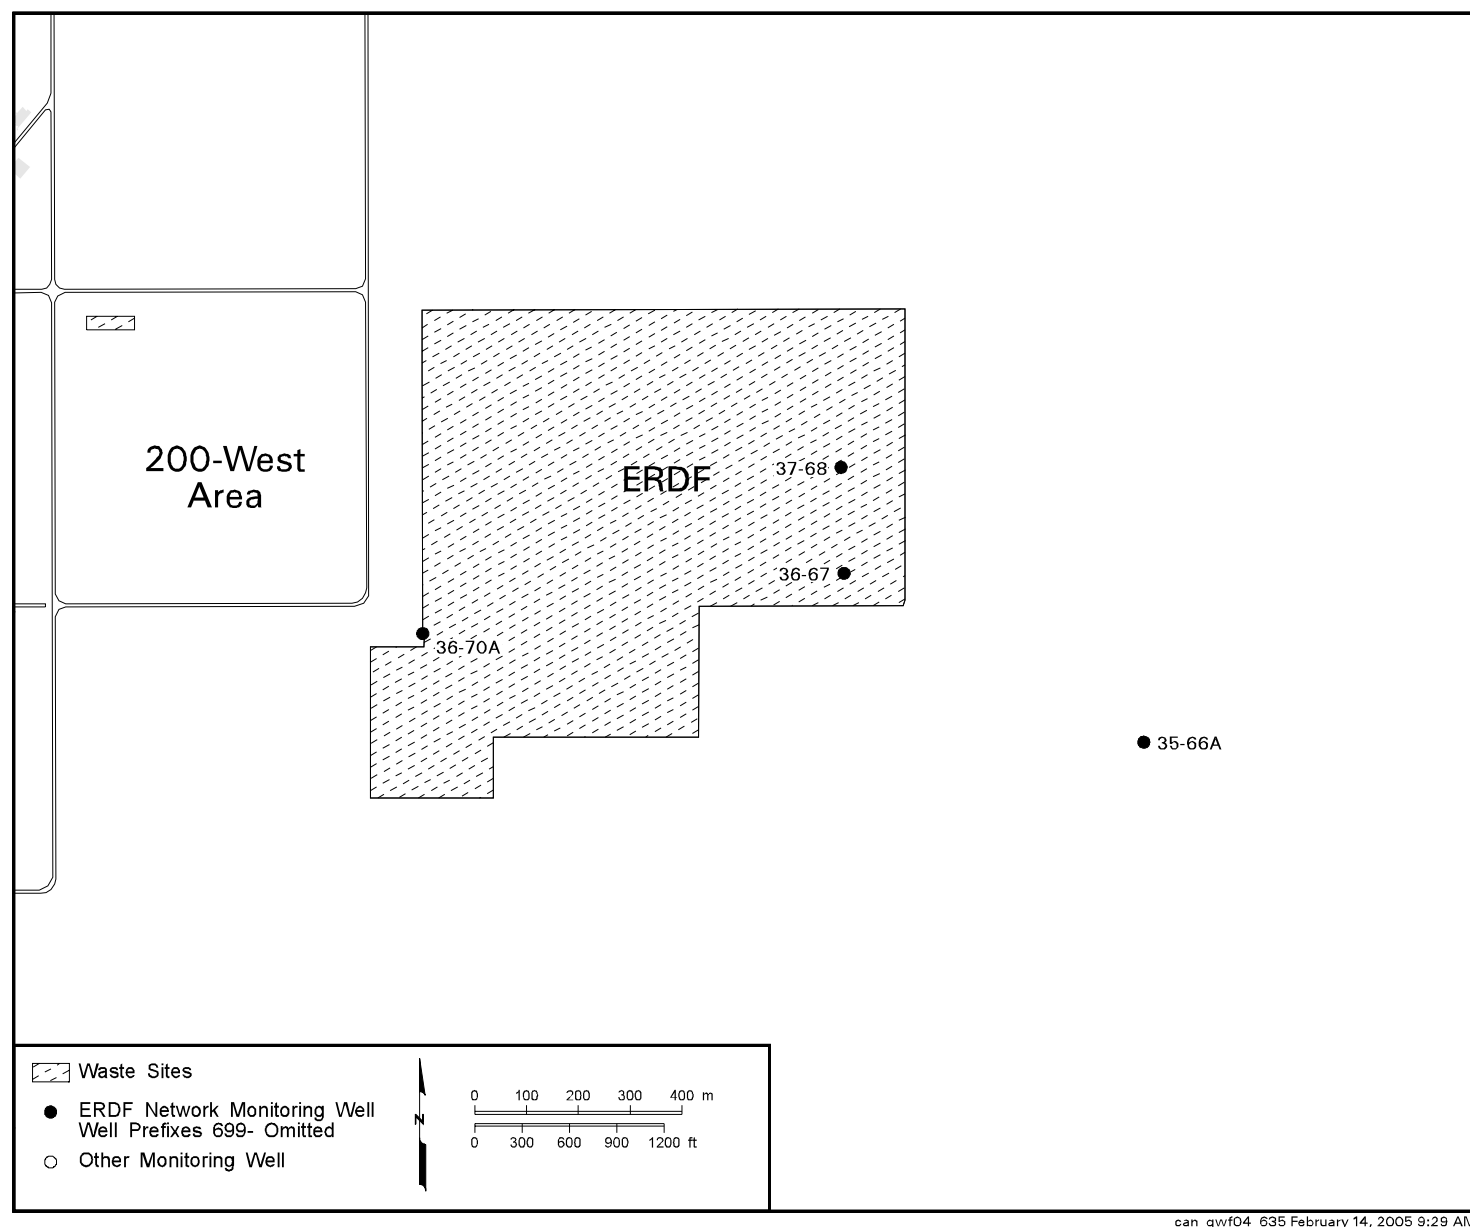 200-West
Area
ERDF
37-68
36-67
36-70A
35-66A
Waste Sites
ERDF Network Monitoring Well
Well Prefixes 699- Omitted
Other Monitoring Well
N
0 100 200 300 400 m
0 300 600 900 1200 ft
can_gwf04_635 February 14, 2005 9:29 AM